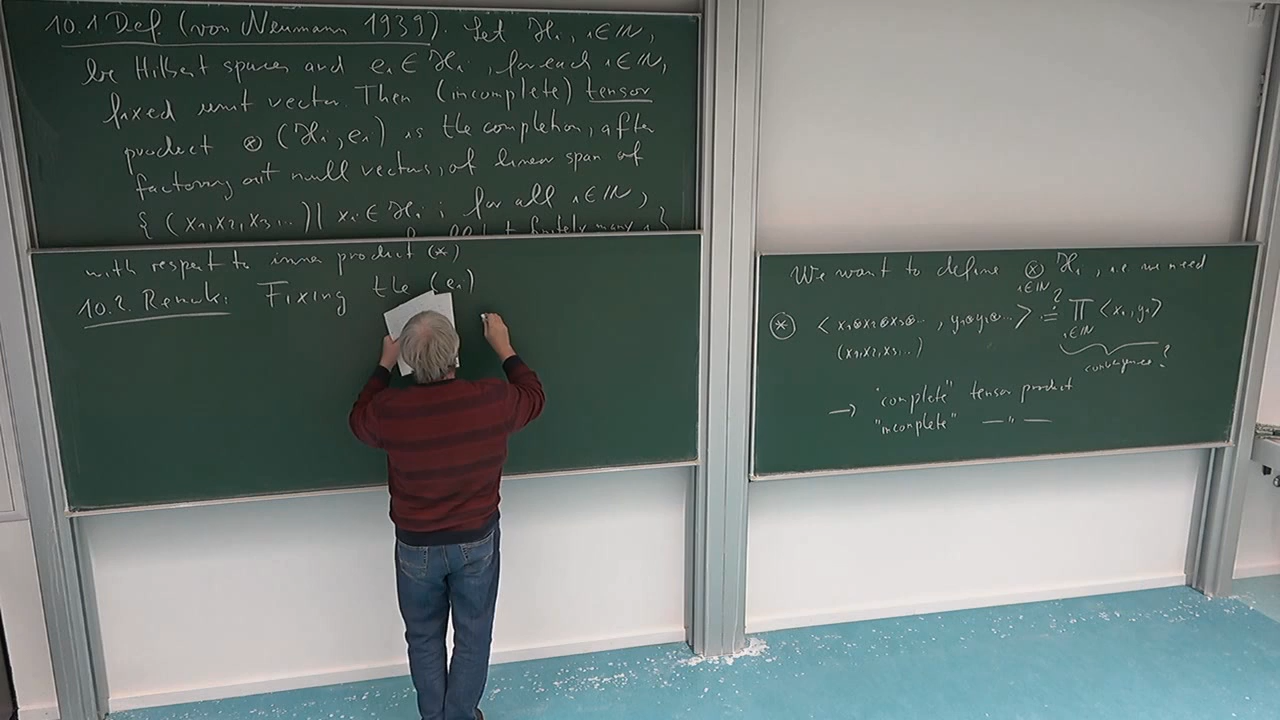 10.1. Def. (von Neumann 1939). Let ℋᵢ, i∈ℕ,
be Hilbert spaces and eᵢ ∈ ℋᵢ, for each i∈ℕ,
fixed unit vector. Then (incomplete) tensor
product ⊗ (ℋᵢ, eᵢ) is the completion, after
factoring out null vectors, of linear span of
{ (x₁, x₂, x₃, ...) | xᵢ ∈ ℋᵢ ; for all i∈ℕ,
finitely many i }
with respect to inner product (*)
10.2. Remark: Fixing the (eᵢ)
We want to define ⊗ ℋᵢ, i.e we need
i∈ℕ
(*) < x₁⊗x₂⊗x₃⊗... , y₁⊗y₂⊗... > ≟ ∏ <xᵢ, yᵢ>
i∈ℕ
(x₁, x₂, x₃, ...)
convergence?
→ "complete" tensor product
"incomplete" — " —